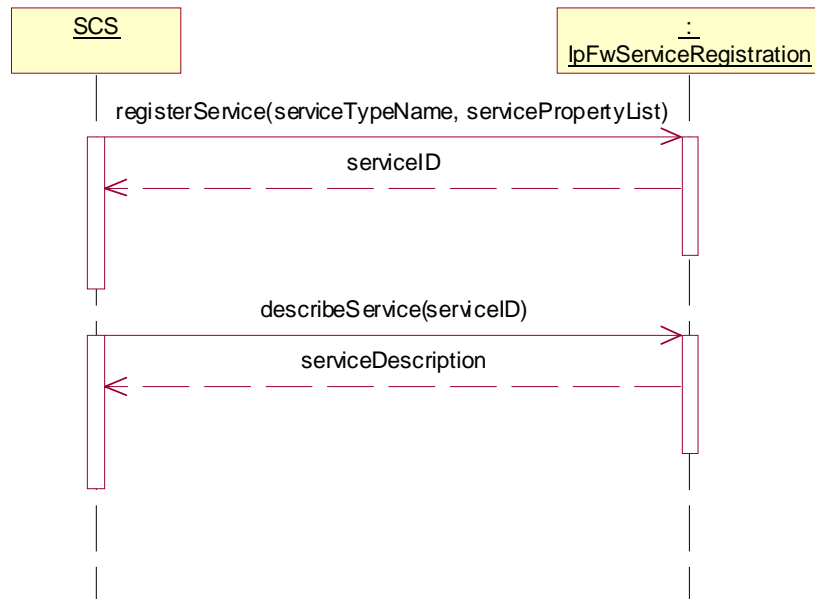 SCS
:
IpFwServiceRegistration
registerService(serviceTypeName, servicePropertyList)
serviceID
describeService(serviceID)
serviceDescription